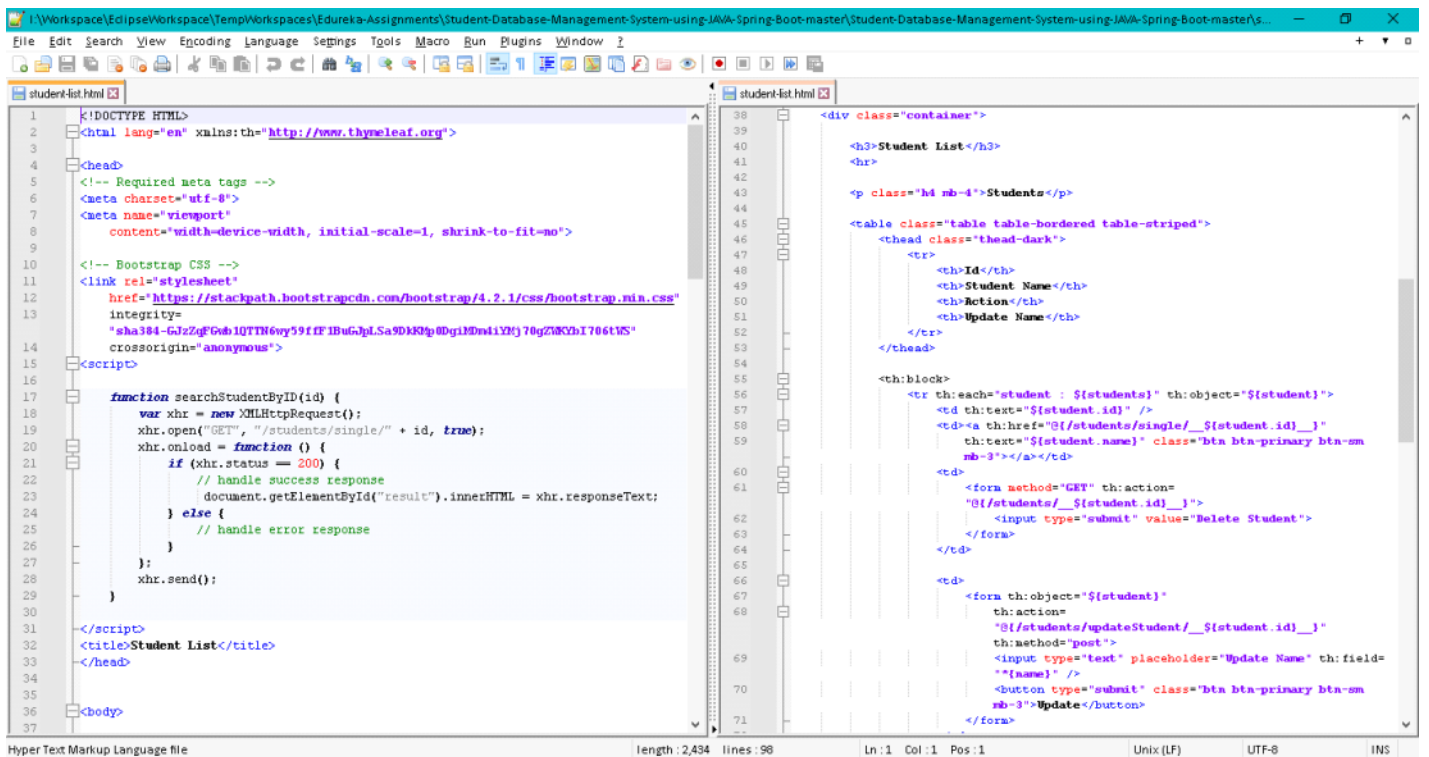 I:\Workspace\EclipseWorkspace\TempWorkspaces\Edureka-Assignments\Student-Database-Management-System-using-JAVA-Spring-Boot-master\Student-Database-Management-System-using-JAVA-Spring-Boot-master\s...
File Edit Search View Encoding Language Settings Tools Macro Run Plugins Window ?
student-list.html
1 <!DOCTYPE HTML>
2 <html lang="en" xmlns:th="http://www.thymeleaf.org">
3
4 <head>
5 <!-- Required meta tags -->
6 <meta charset="utf-8">
7 <meta name="viewport"
8 content="width=device-width, initial-scale=1, shrink-to-fit=no">
9
10 <!-- Bootstrap CSS -->
11 <link rel="stylesheet"
12 href="https://stackpath.bootstrapcdn.com/bootstrap/4.2.1/css/bootstrap.min.css"
13 integrity=
"sha384-GJzZqFGwb1QTTN6wy59ffF1BuGJpLSa9DkKMp0DgiMDm4iYMj70gZWKYbI706tWS"
14 crossorigin="anonymous">
15 <script>
16
17 function searchStudentByID(id) {
18 var xhr = new XMLHttpRequest();
19 xhr.open("GET", "/students/single/" + id, true);
20 xhr.onload = function () {
21 if (xhr.status == 200) {
22 // handle success response
23 document.getElementById("result").innerHTML = xhr.responseText;
24 } else {
25 // handle error response
26 }
27 };
28 xhr.send();
29 }
30
31 </script>
32 <title>Student List</title>
33 </head>
34
35
36 <body>
37
student-list.html
38 <div class="container">
39
40 <h3>Student List</h3>
41 <hr>
42
43 <p class="h4 mb-4">Students</p>
44
45 <table class="table table-bordered table-striped">
46 <thead class="thead-dark">
47 <tr>
48 <th>Id</th>
49 <th>Student Name</th>
50 <th>Action</th>
51 <th>Update Name</th>
52 </tr>
53 </thead>
54
55 <th:block>
56 <tr th:each="student : ${students}" th:object="${student}">
57 <td th:text="${student.id}" />
58 <td><a th:href="@{/students/single/__${student.id}__}"
59 th:text="${student.name}" class="btn btn-primary btn-sm
mb-3"></a></td>
60 <td>
61 <form method="GET" th:action=
"@{/students/__${student.id}__}">
62 <input type="submit" value="Delete Student">
63 </form>
64 </td>
65
66 <td>
67 <form th:object="${student}"
68 th:action=
"@{/students/updateStudent/__${student.id}__}"
th:method="post">
69 <input type="text" placeholder="Update Name" th:field=
"*{name}" />
70 <button type="submit" class="btn btn-primary btn-sm
mb-3">Update</button>
71 </form>
Hyper Text Markup Language file length : 2,434 lines : 98 Ln : 1 Col : 1 Pos : 1 Unix (LF) UTF-8 INS